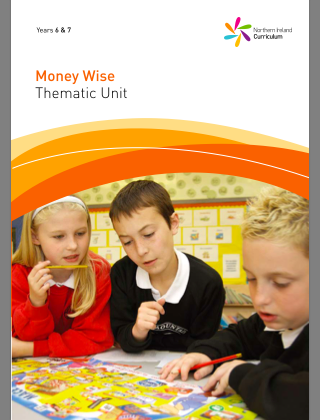 Years 6 & 7
Northern Ireland
Curriculum
Money Wise
Thematic Unit